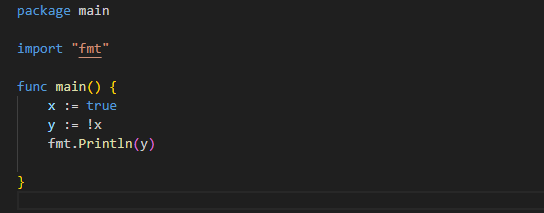 package main
import "fmt"
func main() {
    x := true
    y := !x
    fmt.Println(y)
}